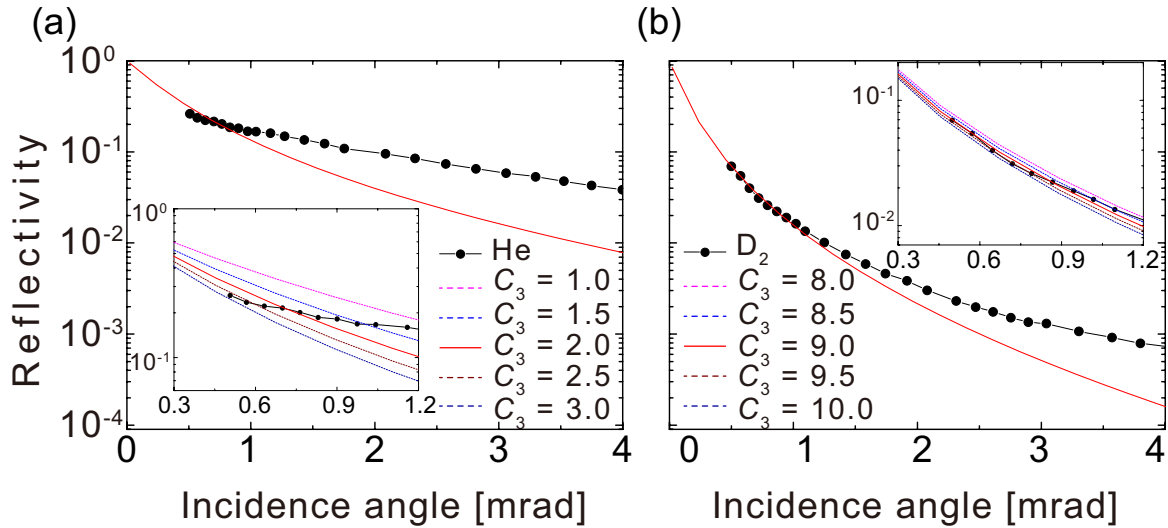 (a)
Reflectivity
10⁰
10⁻¹
10⁻²
10⁻³
10⁻⁴
0 1 2 3 4
Incidence angle [mrad]
He
C₃ = 1.0
C₃ = 1.5
C₃ = 2.0
C₃ = 2.5
C₃ = 3.0
10⁰
10⁻¹
0.3 0.6 0.9 1.2
(b)
0 1 2 3 4
Incidence angle [mrad]
D₂
C₃ = 8.0
C₃ = 8.5
C₃ = 9.0
C₃ = 9.5
C₃ = 10.0
10⁻¹
10⁻²
0.3 0.6 0.9 1.2